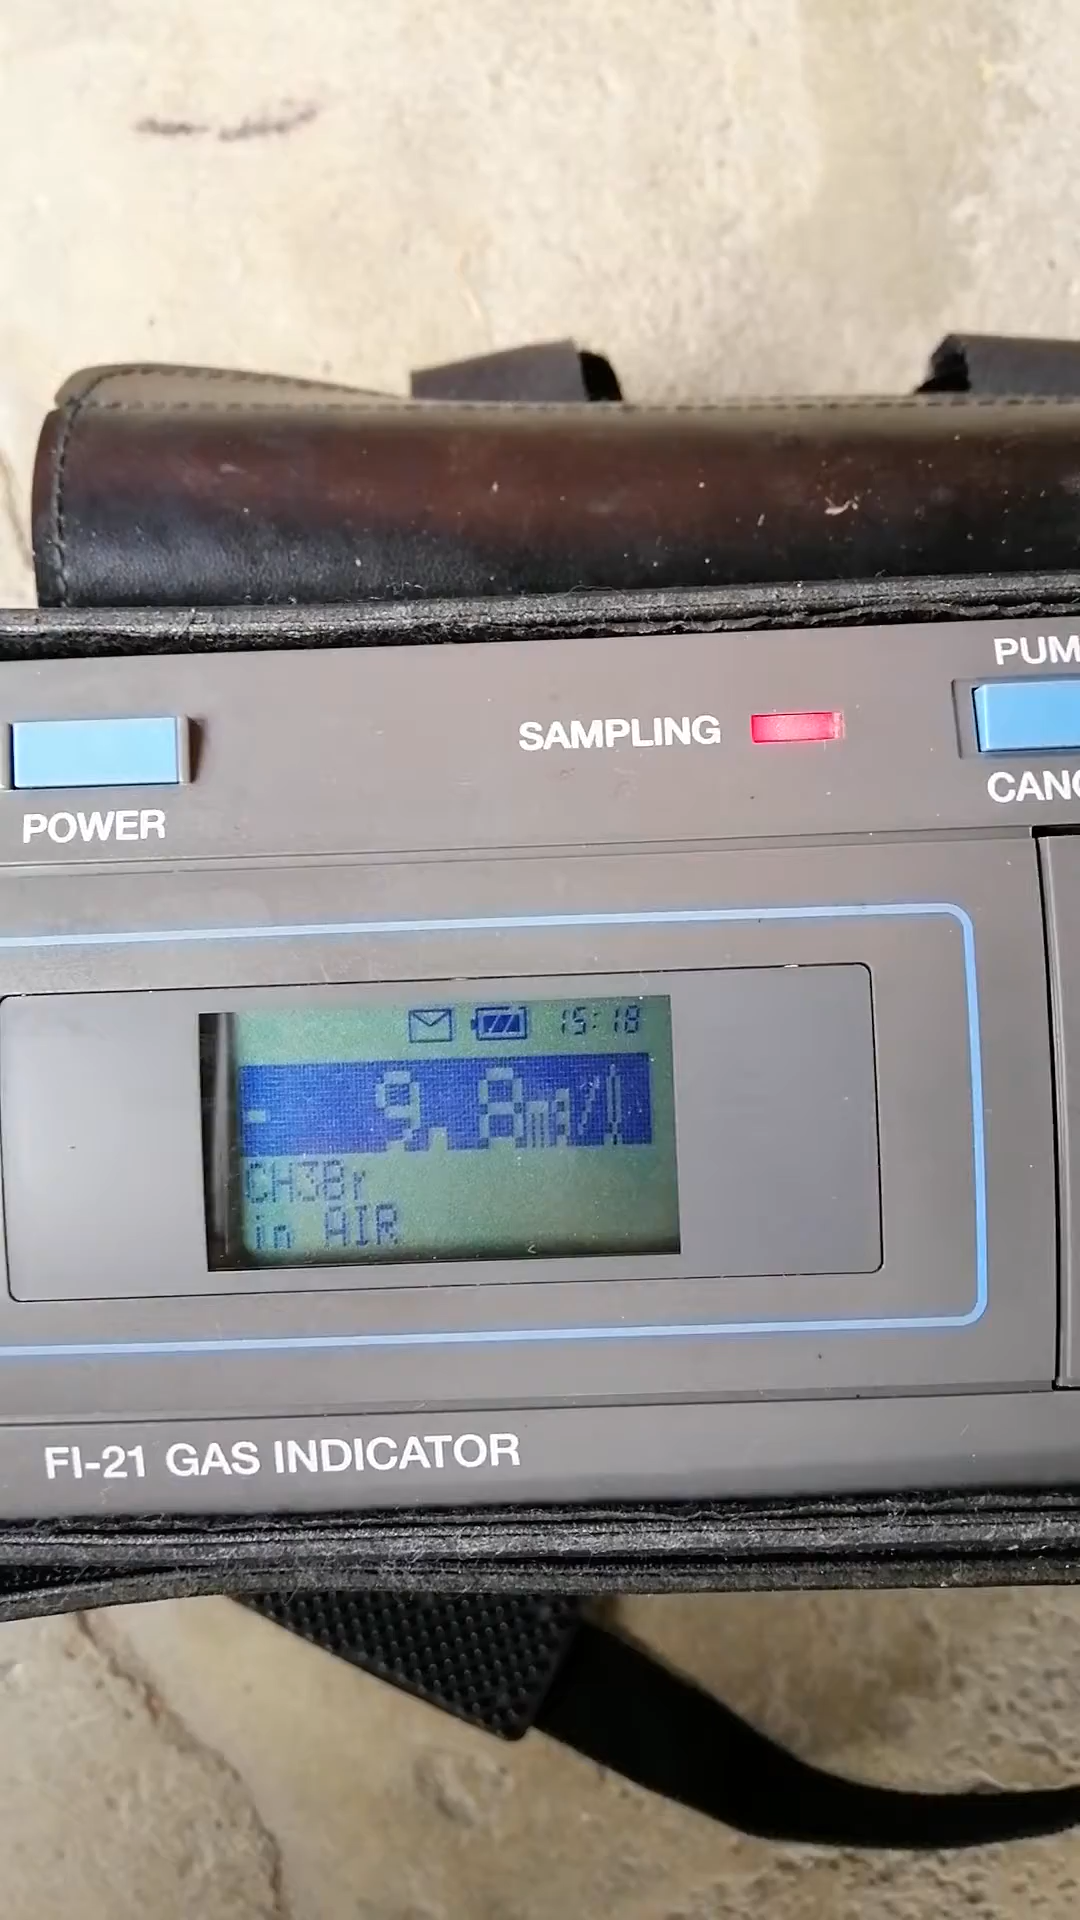 PUM
SAMPLING
CANC
POWER
15:18
- 9.8mg/l
CH3Br
in AIR
FI-21 GAS INDICATOR